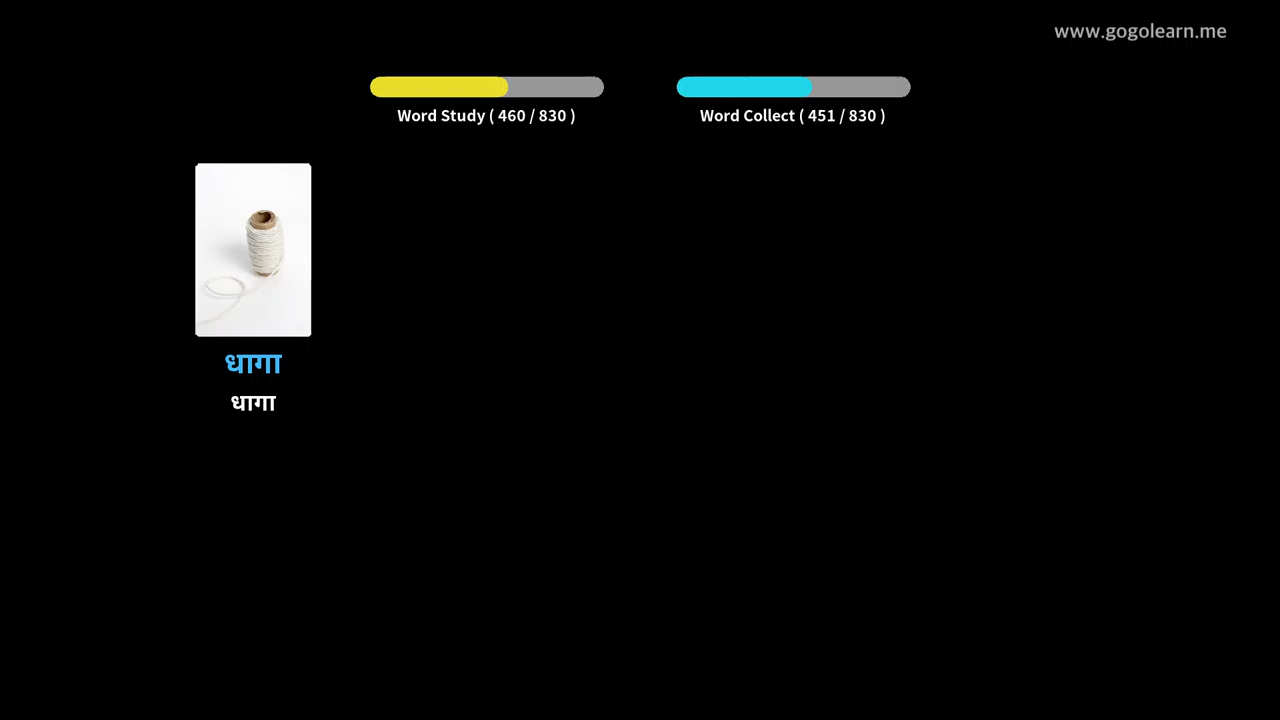 www.gogolearn.me
Word Study ( 460 / 830 )
Word Collect ( 451 / 830 )
धागा
धागा